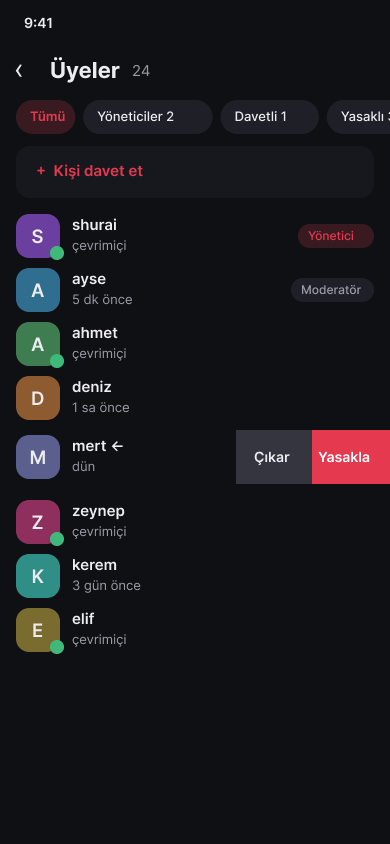 9:41
‹ Üyeler 24
Tümü Yöneticiler 2 Davetli 1 Yasaklı
+ Kişi davet et
S shurai
çevrimiçi
Yönetici
A ayse
5 dk önce
Moderatör
A ahmet
çevrimiçi
D deniz
1 sa önce
M mert ←
dün
Çıkar Yasakla
Z zeynep
çevrimiçi
K kerem
3 gün önce
E elif
çevrimiçi